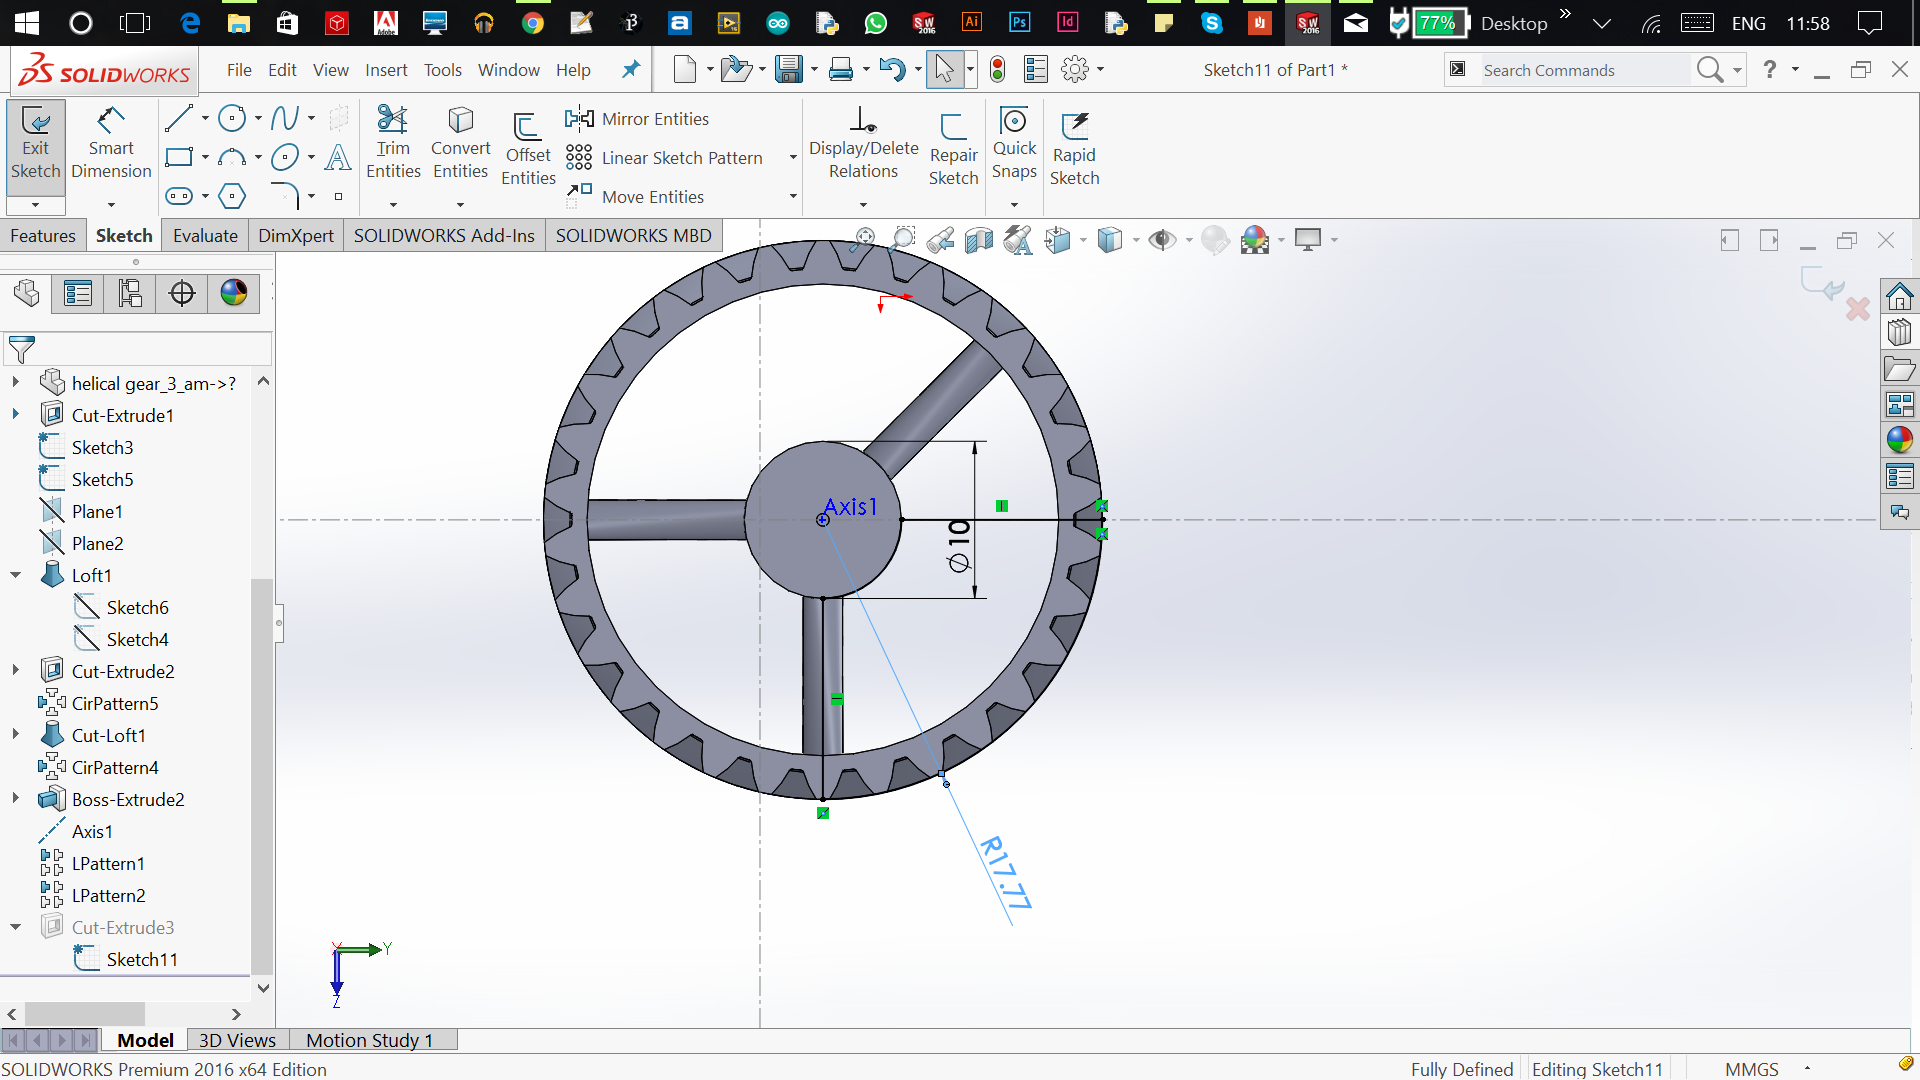 77%
Desktop
ENG
11:58
SOLIDWORKS
File Edit View Insert Tools Window Help
Sketch11 of Part1 *
Search Commands
?
Exit Sketch
Smart Dimension
Trim Entities
Convert Entities
Offset Entities
Mirror Entities
Linear Sketch Pattern
Move Entities
Display/Delete Relations
Repair Sketch
Quick Snaps
Rapid Sketch
Features Sketch Evaluate DimXpert SOLIDWORKS Add-Ins SOLIDWORKS MBD
helical gear_3_am->?
Cut-Extrude1
Sketch3
Sketch5
Plane1
Plane2
Loft1
Sketch6
Sketch4
Cut-Extrude2
CirPattern5
Cut-Loft1
CirPattern4
Boss-Extrude2
Axis1
LPattern1
LPattern2
Cut-Extrude3
Sketch11
Axis1
Ø10
R17.77
X
Y
Z
Model 3D Views Motion Study 1
SOLIDWORKS Premium 2016 x64 Edition
Fully Defined
Editing Sketch11
MMGS